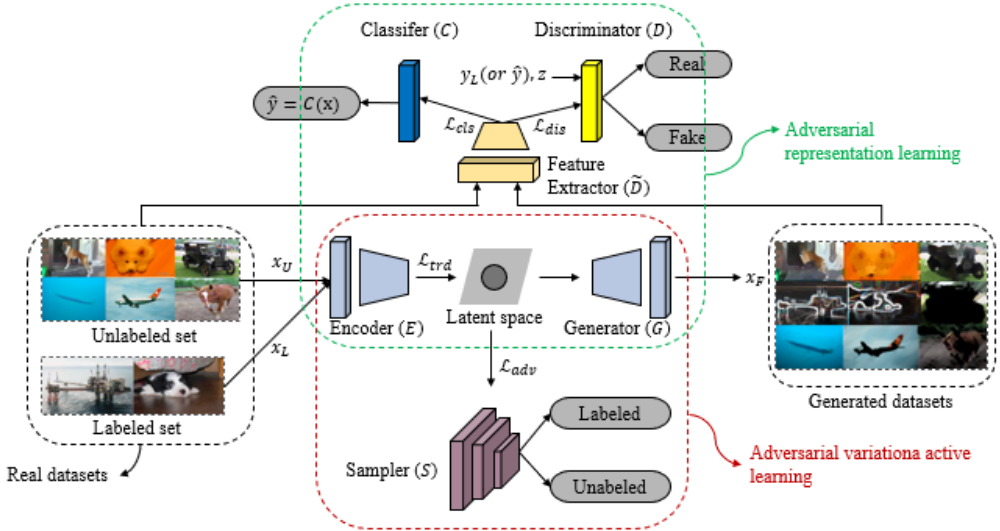 Classifer (C)
Discriminator (D)
y_L(or ŷ), z
Real
Fake
ŷ = C(x)
ℒ_cls
ℒ_dis
Feature
Extractor (D̃)
Adversarial
representation learning
x_U
x_L
Unlabeled set
Labeled set
Real datasets
ℒ_trd
Encoder (E)
Latent space
Generator (G)
x_F
Generated datasets
ℒ_adv
Sampler (S)
Labeled
Unabeled
Adversarial variationa active
learning